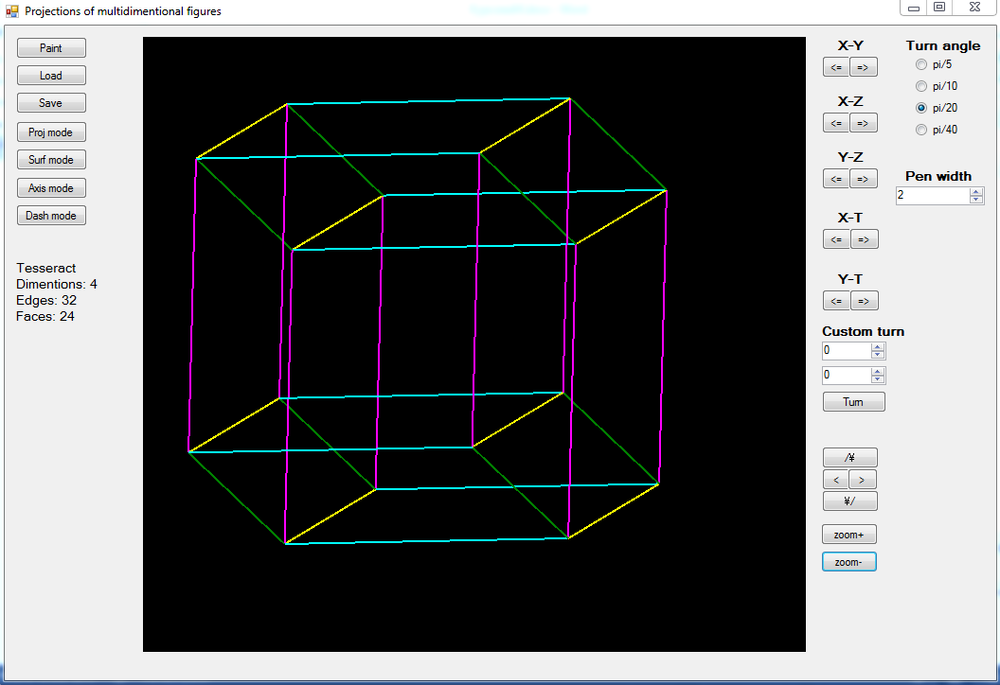 Projections of multidimentional figures
Paint
Load
Save
Proj mode
Surf mode
Axis mode
Dash mode
Tesseract
Dimentions: 4
Edges: 32
Faces: 24
X-Y
<= =>
X-Z
<= =>
Y-Z
<= =>
X-T
<= =>
Y-T
<= =>
Custom turn
0
0
Turn
/¥
< >
¥/
zoom+
zoom-
Turn angle
pi/5
pi/10
pi/20
pi/40
Pen width
2